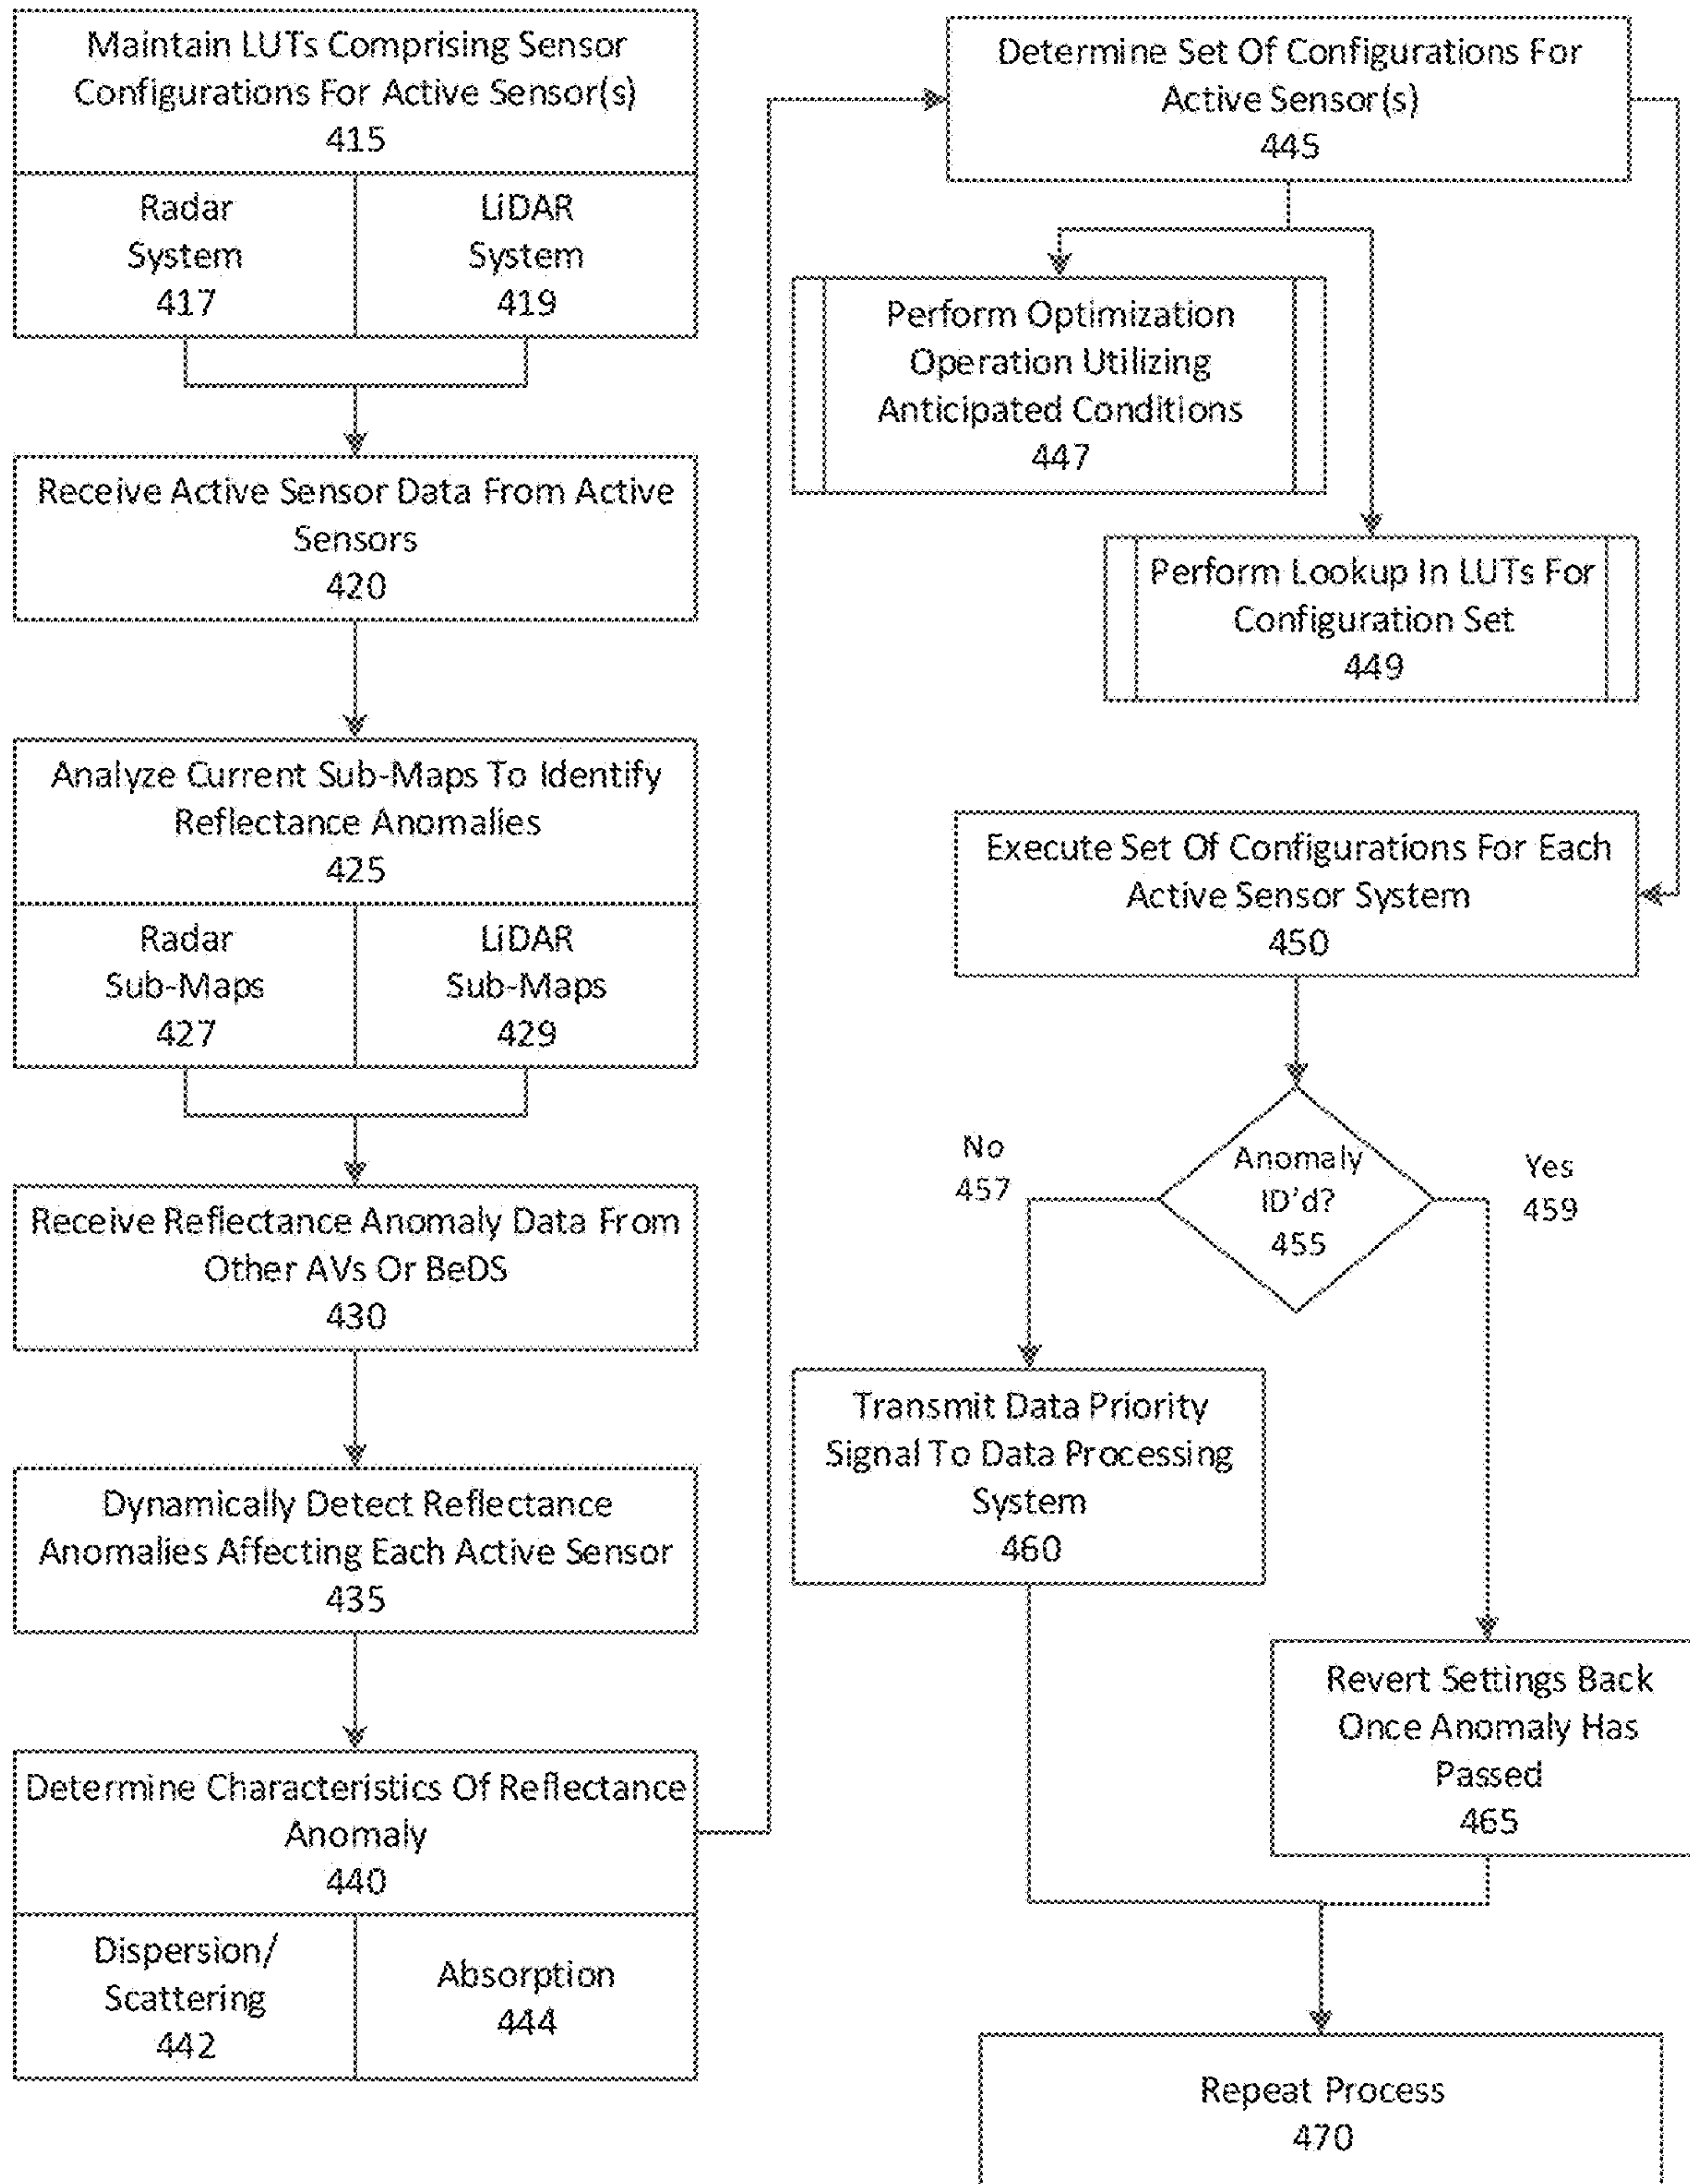 Maintain LUTs Comprising Sensor
Configurations For Active Sensor(s)
415
Radar
System
417
LiDAR
System
419
Receive Active Sensor Data From Active
Sensors
420
Analyze Current Sub-Maps To Identify
Reflectance Anomalies
425
Radar
Sub-Maps
427
LiDAR
Sub-Maps
429
Receive Reflectance Anomaly Data From
Other AVs Or BeDS
430
Dynamically Detect Reflectance
Anomalies Affecting Each Active Sensor
435
Determine Characteristics Of Reflectance
Anomaly
440
Dispersion/
Scattering
442
Absorption
444
Determine Set Of Configurations For
Active Sensor(s)
445
Perform Optimization
Operation Utilizing
Anticipated Conditions
447
Perform Lookup In LUTs For
Configuration Set
449
Execute Set Of Configurations For Each
Active Sensor System
450
Anomaly
ID'd?
455
No
457
Yes
459
Transmit Data Priority
Signal To Data Processing
System
460
Revert Settings Back
Once Anomaly Has
Passed
465
Repeat Process
470